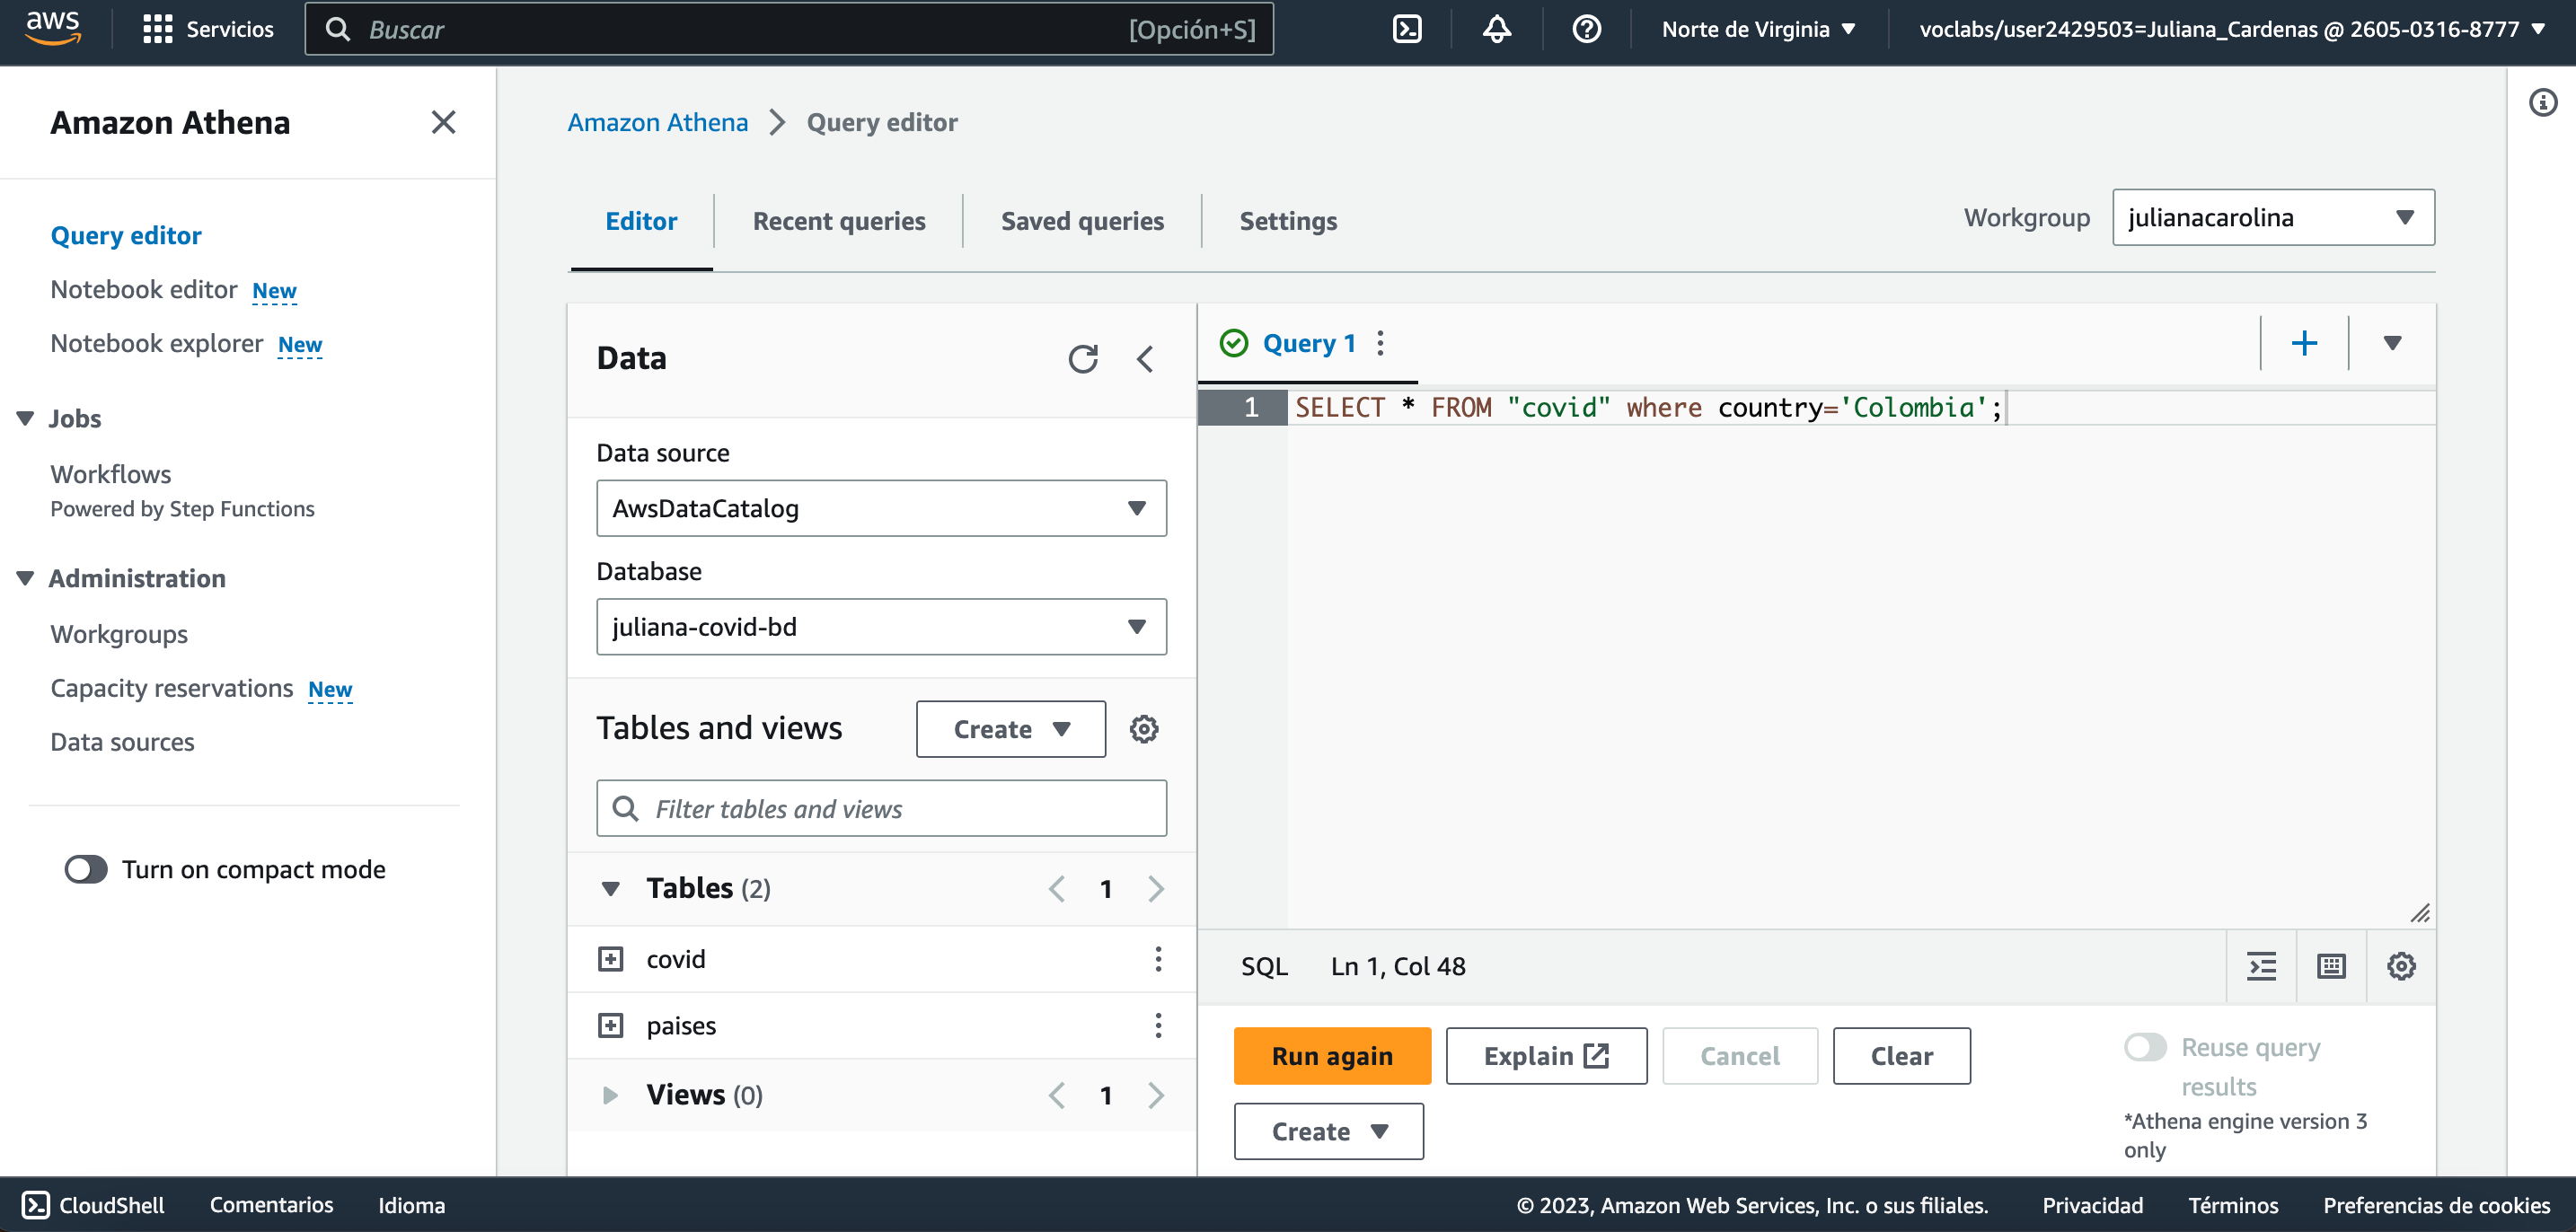 aws
Servicios
Buscar
[Opción+S]
Norte de Virginia
voclabs/user2429503=Juliana_Cardenas @ 2605-0316-8777
Amazon Athena
Query editor
Notebook editor New
Notebook explorer New
Jobs
Workflows
Powered by Step Functions
Administration
Workgroups
Capacity reservations New
Data sources
Turn on compact mode
Amazon Athena
Query editor
Editor
Recent queries
Saved queries
Settings
Workgroup
julianacarolina
Data
Data source
AwsDataCatalog
Database
juliana-covid-bd
Tables and views
Create
Filter tables and views
Tables (2)
1
covid
paises
Views (0)
1
Query 1
1 SELECT * FROM "covid" where country='Colombia';
SQL
Ln 1, Col 48
Run again
Explain
Cancel
Clear
Create
Reuse query
results
*Athena engine version 3
only
CloudShell
Comentarios
Idioma
© 2023, Amazon Web Services, Inc. o sus filiales.
Privacidad
Términos
Preferencias de cookies